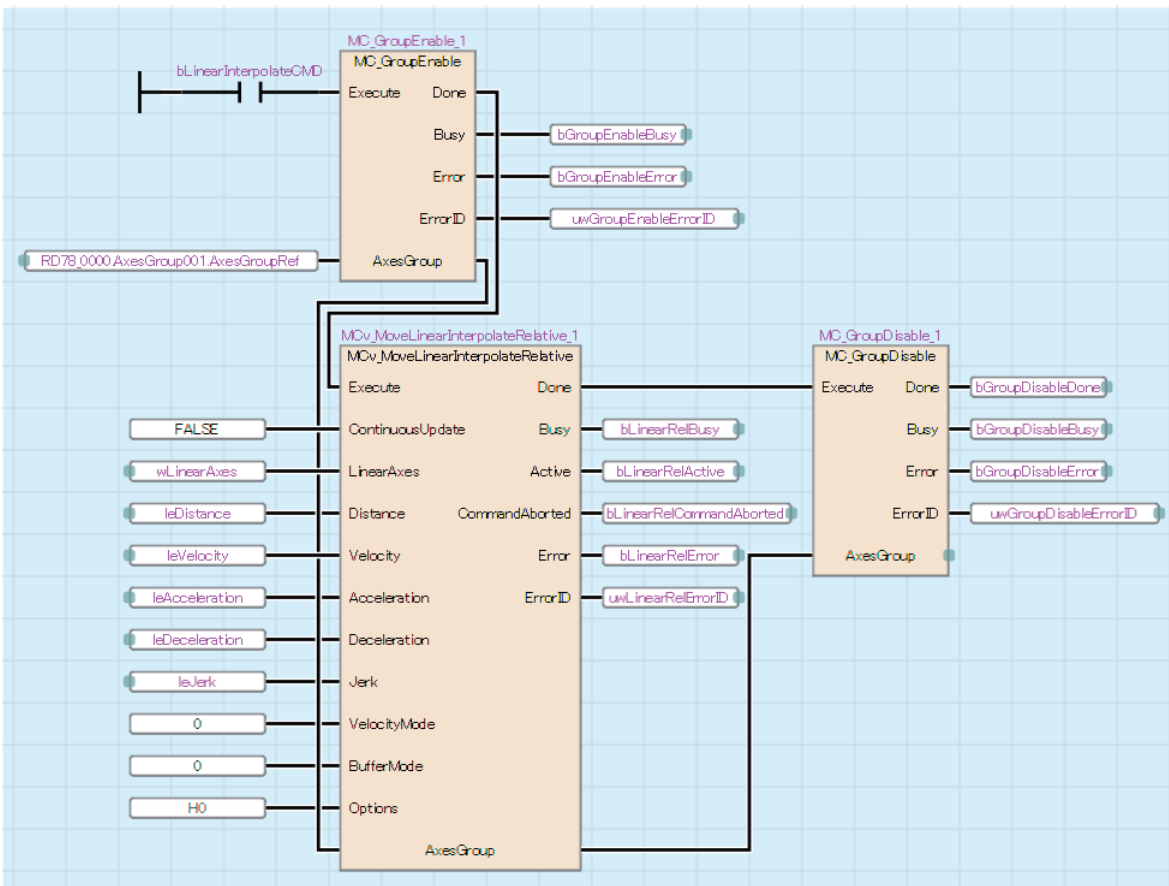 MC_GroupEnable_1
MC_GroupEnable
bLinearInterpolateCMD
Execute Done
Busy bGroupEnableBusy
Error bGroupEnableError
ErrorID uwGroupEnableErrorID
RD78_0000.AxesGroup001.AxesGroupRef AxesGroup
MCv_MoveLinearInterpolateRelative_1 MC_GroupDisable_1
MCv_MoveLinearInterpolateRelative MC_GroupDisable
Execute Done Execute Done bGroupDisableDone
FALSE ContinuousUpdate Busy bLinearRelBusy Busy bGroupDisableBusy
wLinearAxes LinearAxes Active bLinearRelActive Error bGroupDisableError
leDistance Distance CommandAborted bLinearRelCommandAborted ErrorID uwGroupDisableErrorID
leVelocity Velocity Error bLinearRelError AxesGroup
leAcceleration Acceleration ErrorID uwLinearRelErrorID
leDeceleration Deceleration
leJerk Jerk
0 VelocityMode
0 BufferMode
H0 Options
AxesGroup